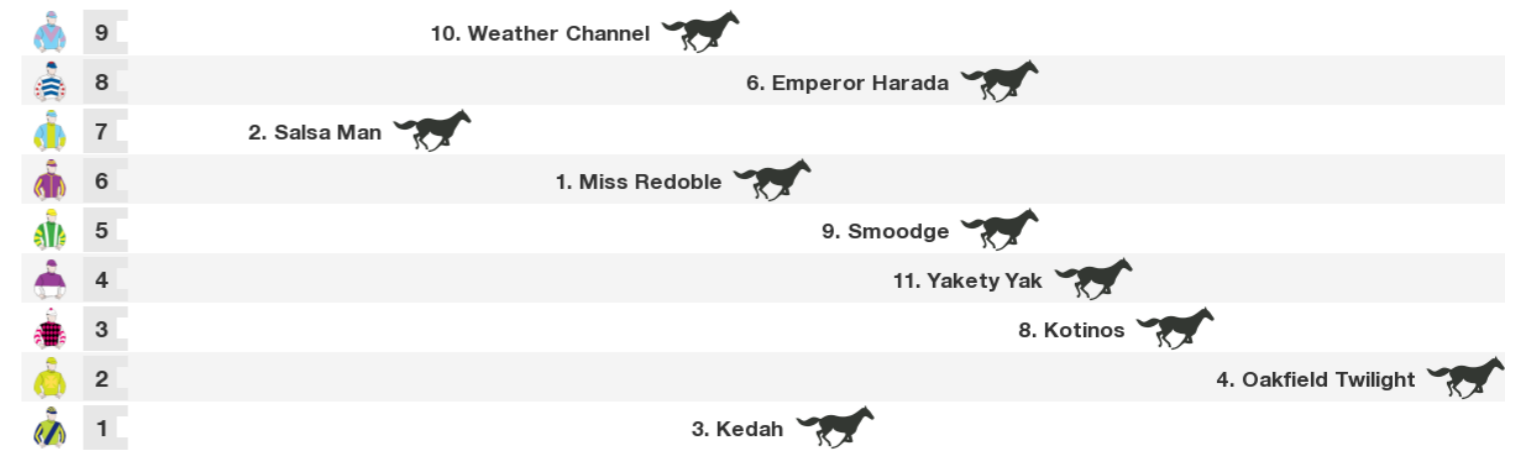 9 10. Weather Channel
8 6. Emperor Harada
7 2. Salsa Man
6 1. Miss Redoble
5 9. Smoodge
4 11. Yakety Yak
3 8. Kotinos
2 4. Oakfield Twilight
1 3. Kedah